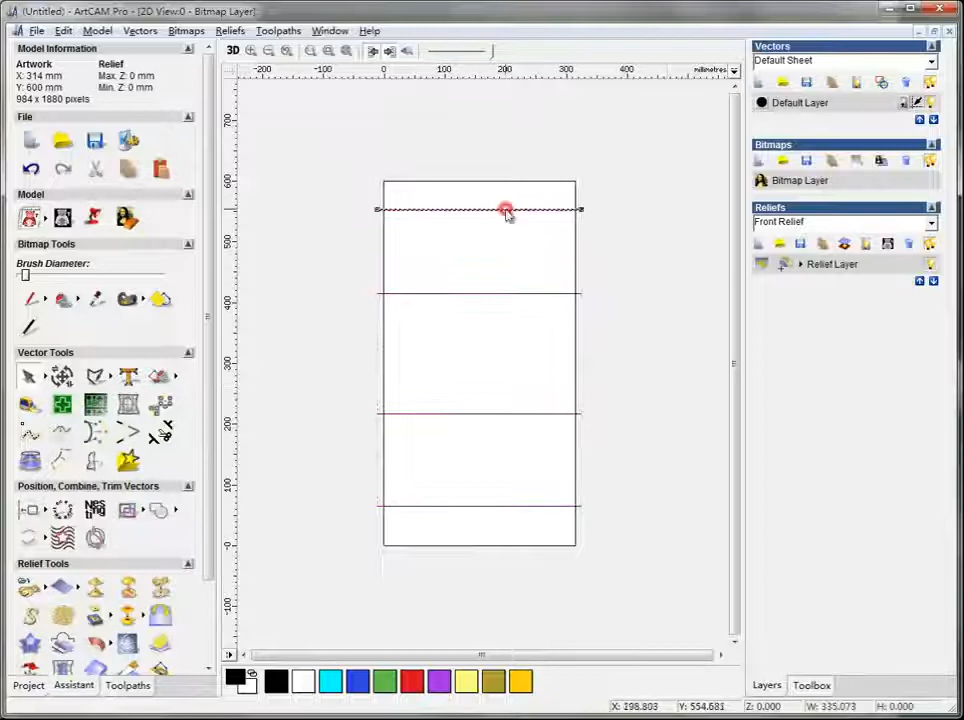 (Untitled) - ArtCAM Pro - [2D View:0 - Bitmap Layer]
File Edit Model Vectors Bitmaps Reliefs Toolpaths Window Help
Model Information
Artwork Relief
X: 314 mm Max. Z: 0 mm
Y: 600 mm Min. Z: 0 mm
984 x 1880 pixels
File
Model
Bitmap Tools
Brush Diameter:
Vector Tools
Position, Combine, Trim Vectors
Relief Tools
Project Assistant Toolpaths
3D
-200 -100 0 100 200 300 400 millimetres
700
600
500
400
300
200
100
-0
-100
Vectors
Default Sheet
Default Layer
Bitmaps
Bitmap Layer
Reliefs
Front Relief
Relief Layer
Layers Toolbox
X: 298.803 Y: 554.681 Z: 0.000 W: 335.073 H: 0.000